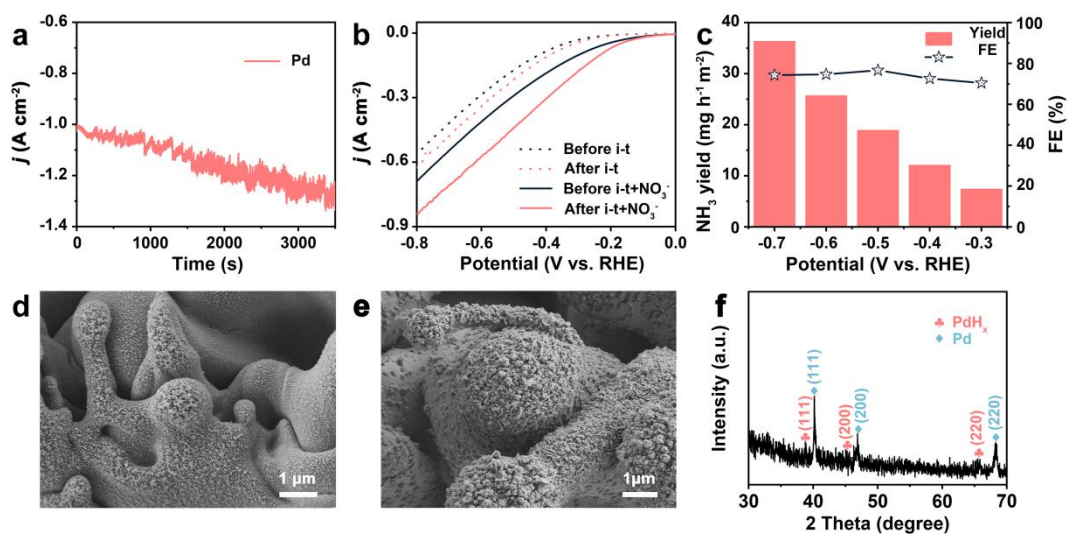 a
-0.6
-0.8
-1.0
-1.2
-1.4
j (A cm⁻²)
Pd
0
1000
2000
3000
Time (s)
b
0.0
-0.3
-0.6
-0.9
j (A cm⁻²)
Before i-t
After i-t
Before i-t+NO₃⁻
After i-t+NO₃⁻
-0.8
-0.6
-0.4
-0.2
0.0
Potential (V vs. RHE)
c
40
30
20
10
0
NH₃ yield (mg h⁻¹ m⁻²)
Yield
FE
100
80
60
40
20
0
FE (%)
-0.7
-0.6
-0.5
-0.4
-0.3
Potential (V vs. RHE)
d
1 µm
e
1µm
f
Intensity (a.u.)
PdHₓ
Pd
(111)
(111)
(200)
(200)
(220)
(220)
30
40
50
60
70
2 Theta (degree)